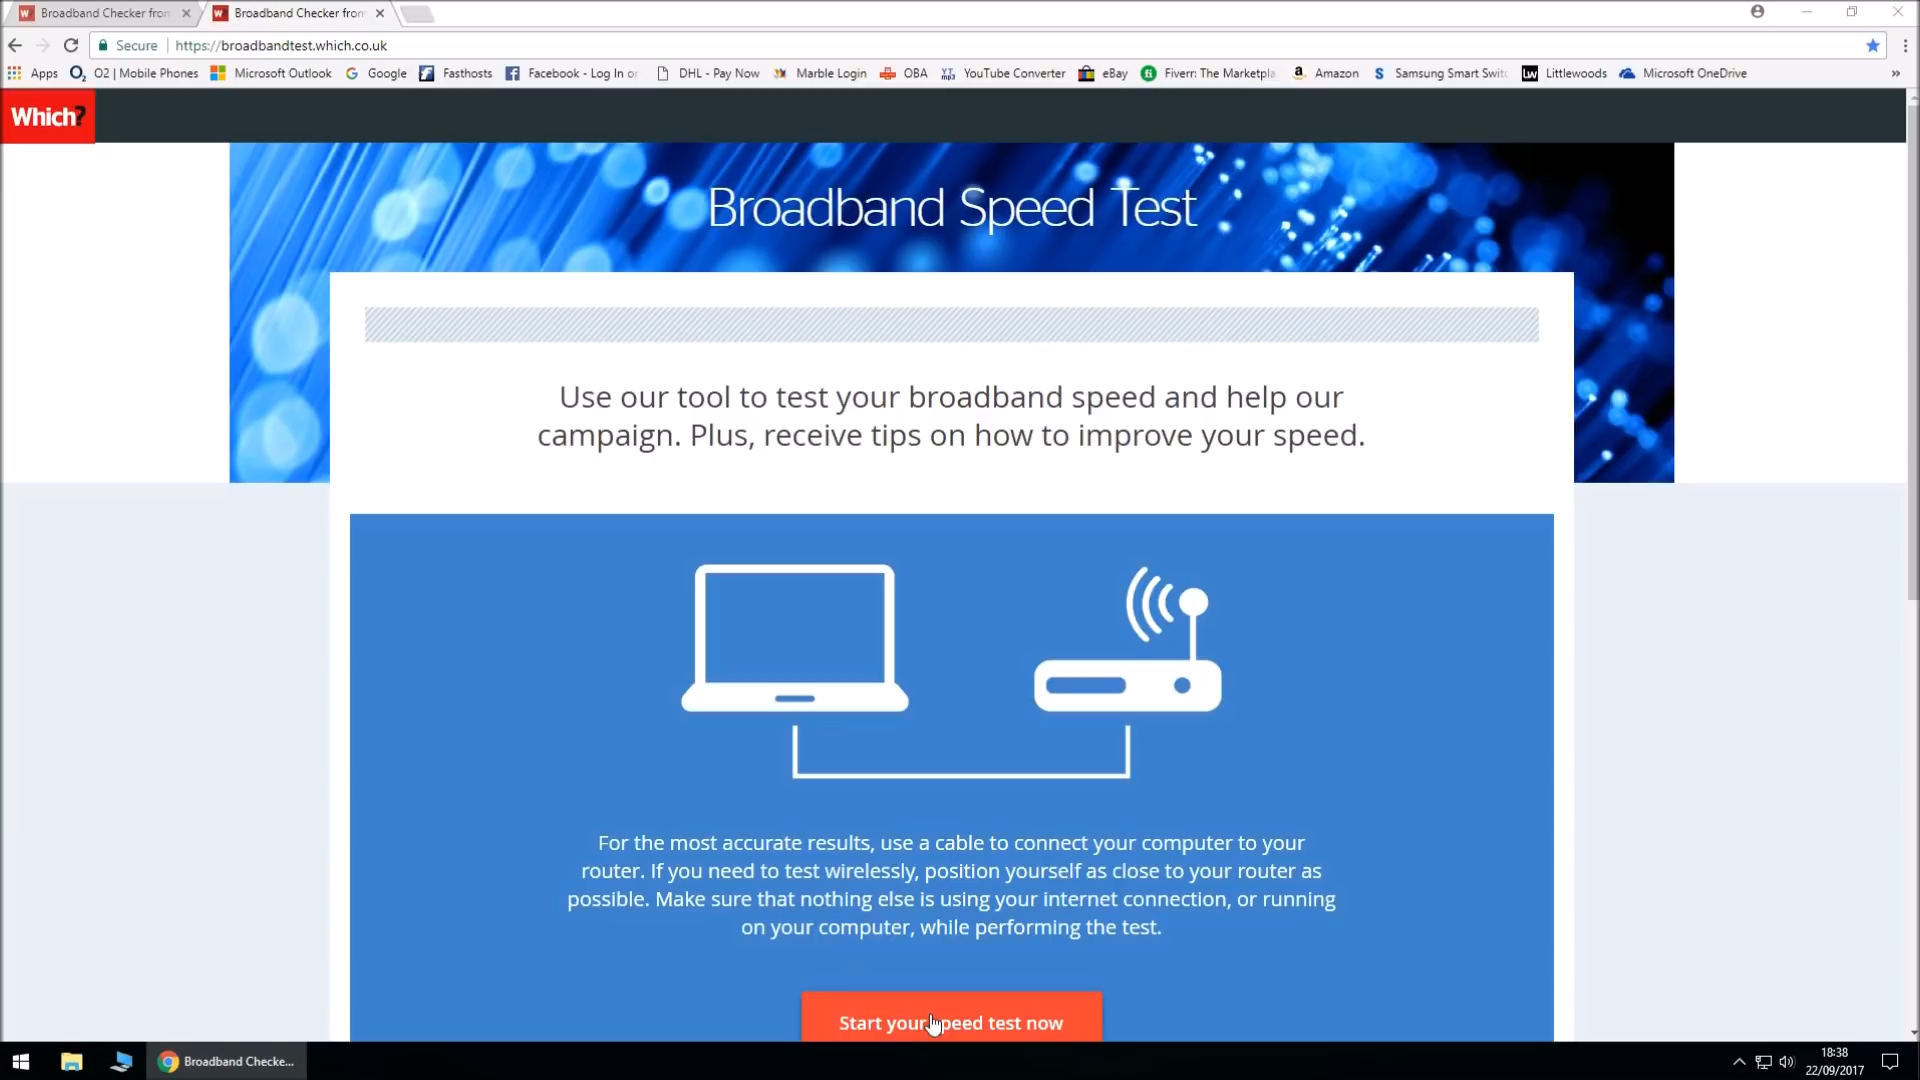 Broadband Checker from
Broadband Checker from
Secure
https://broadbandtest.which.co.uk
Apps
O2 | Mobile Phones
Microsoft Outlook
Google
Fasthosts
Facebook - Log In or
DHL - Pay Now
Marble Login
OBA
YouTube Converter
eBay
Fiverr: The Marketpla
Amazon
Samsung Smart Switc
Littlewoods
Microsoft OneDrive
»
Which?
Broadband Speed Test
Use our tool to test your broadband speed and help our
campaign. Plus, receive tips on how to improve your speed.
For the most accurate results, use a cable to connect your computer to your
router. If you need to test wirelessly, position yourself as close to your router as
possible. Make sure that nothing else is using your internet connection, or running
on your computer, while performing the test.
Start your speed test now
Broadband Checke...
18:38
22/09/2017